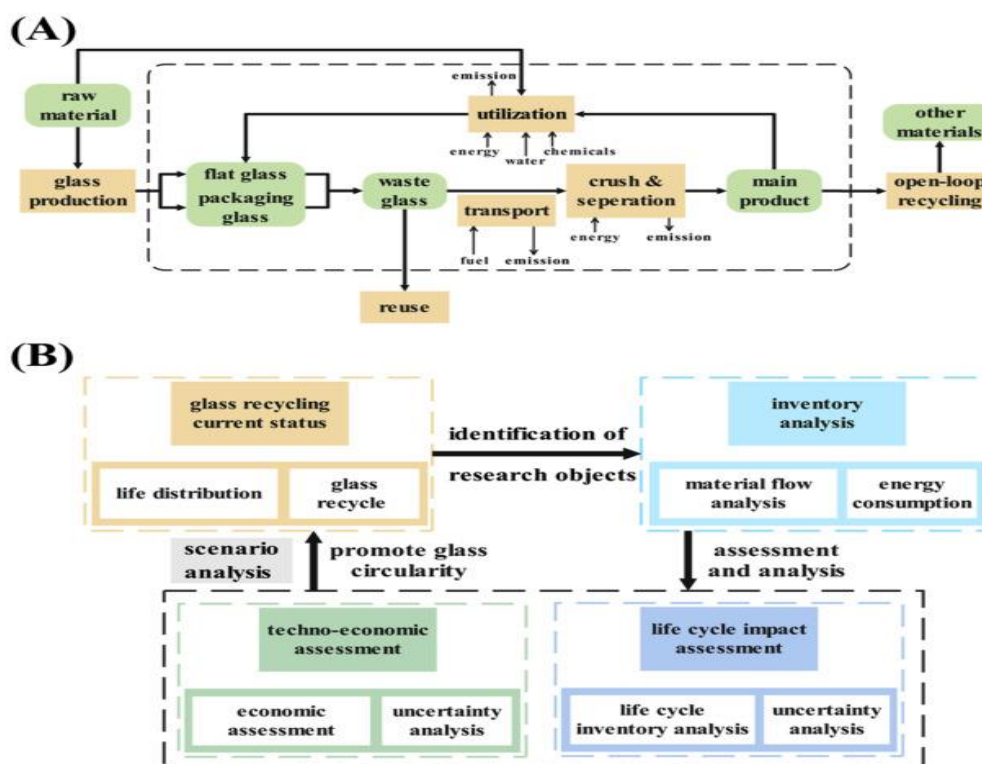 (A)
raw
material
emission
utilization
energy
water
chemicals
other
materials
glass
production
flat glass
packaging
glass
waste
glass
transport
fuel
emission
crush &
seperation
energy
emission
main
product
open-loop
recycling
reuse
(B)
glass recycling
current status
life distribution
glass
recycle
identification of
research objects
inventory
analysis
material flow
analysis
energy
consumption
scenario
analysis
promote glass
circularity
assessment
and analysis
techno-economic
assessment
economic
assessment
uncertainty
analysis
life cycle impact
assessment
life cycle
inventory analysis
uncertainty
analysis